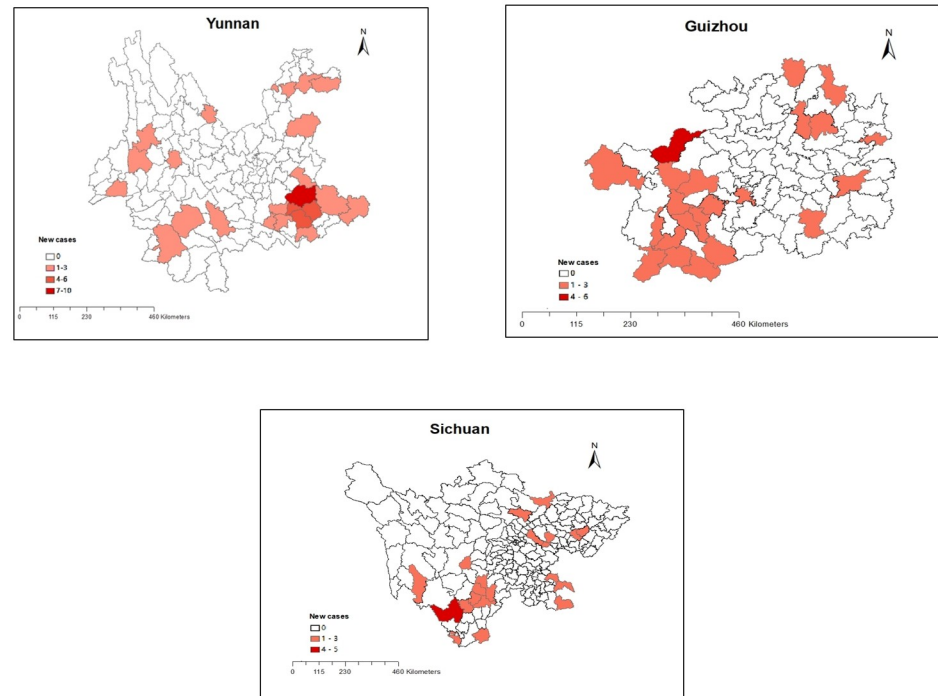 Yunnan
N
New cases
0
1-3
4-6
7-10
0 115 230 460 Kilometers
Guizhou
N
New cases
0
1 - 3
4 - 6
0 115 230 460 Kilometers
Sichuan
N
New cases
0
1 - 3
4 - 5
0 115 230 460 Kilometers